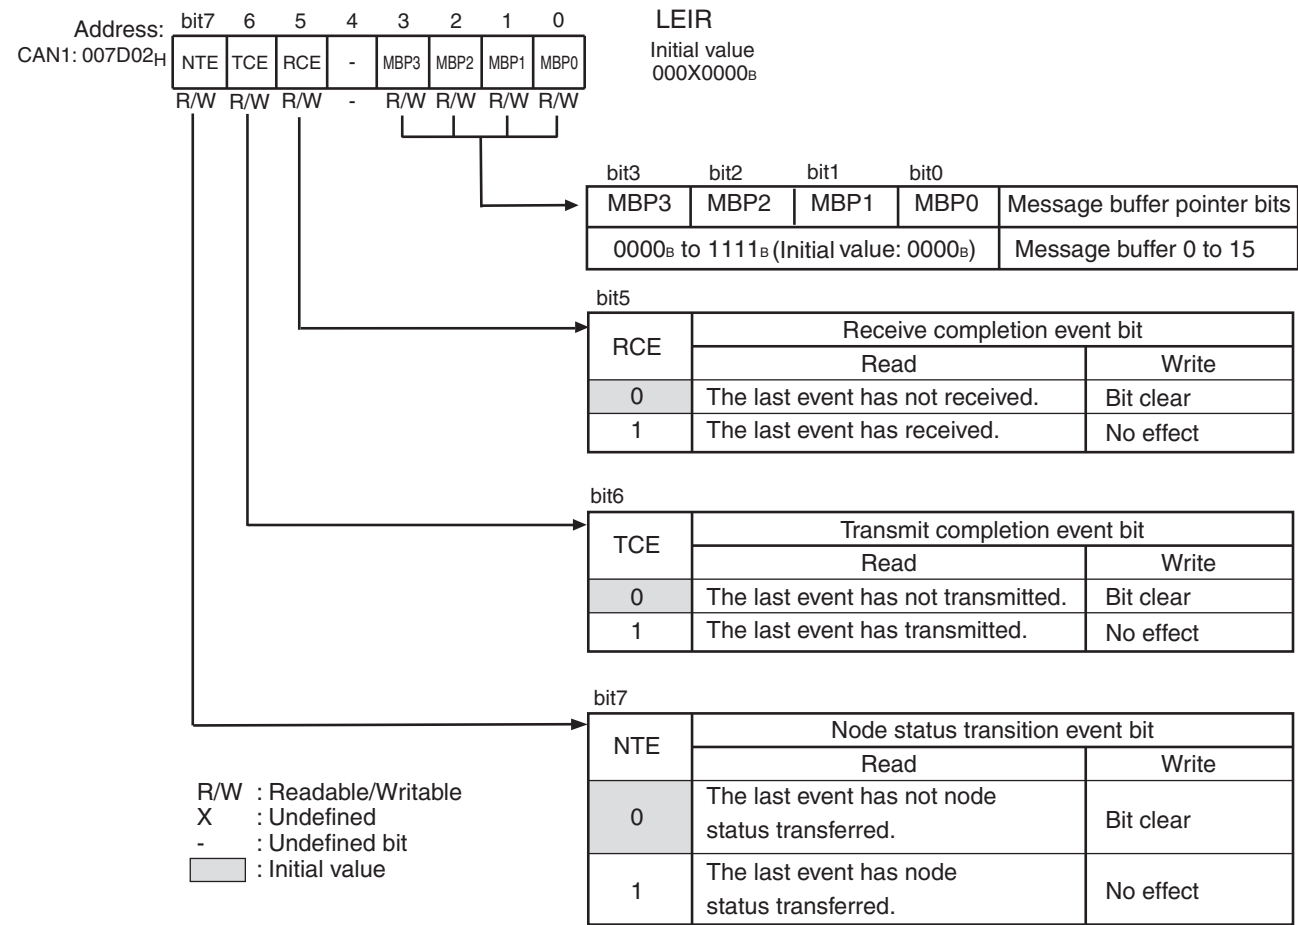 Address:
bit7 6 5 4 3 2 1 0
LEIR
CAN1: 007D02H
NTE TCE RCE - MBP3 MBP2 MBP1 MBP0
Initial value
000X0000B
R/W R/W R/W - R/W R/W R/W R/W
bit3 bit2 bit1 bit0
MBP3 MBP2 MBP1 MBP0 Message buffer pointer bits
0000B to 1111B (Initial value: 0000B) Message buffer 0 to 15
bit5
RCE Receive completion event bit
Read Write
0 The last event has not received. Bit clear
1 The last event has received. No effect
bit6
TCE Transmit completion event bit
Read Write
0 The last event has not transmitted. Bit clear
1 The last event has transmitted. No effect
bit7
NTE Node status transition event bit
Read Write
0 The last event has not node
status transferred. Bit clear
1 The last event has node
status transferred. No effect
R/W : Readable/Writable
X : Undefined
- : Undefined bit
: Initial value